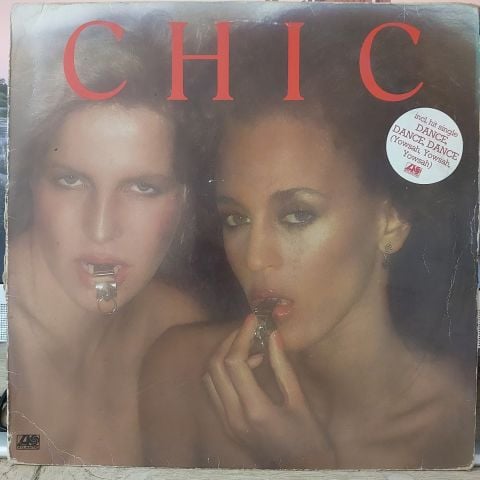 CHIC
incl. hit single
DANCE,
DANCE, DANCE
(Yowsah, Yowsah,
Yowsah)